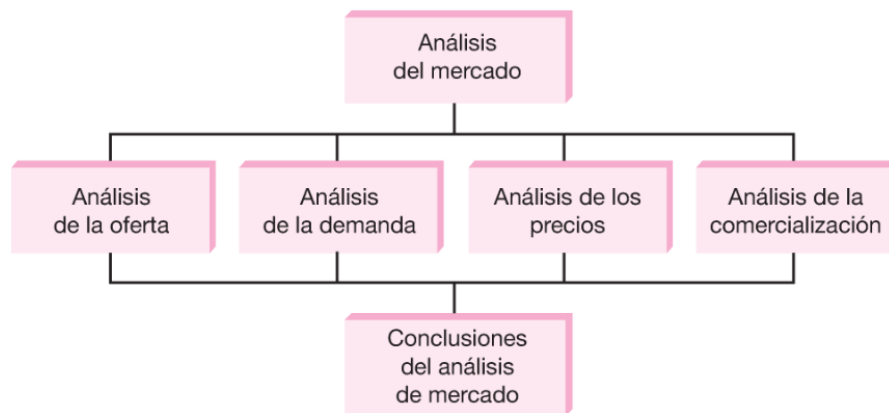 Análisis
del mercado
Análisis
de la oferta
Análisis
de la demanda
Análisis de los
precios
Análisis de la
comercialización
Conclusiones
del análisis
de mercado